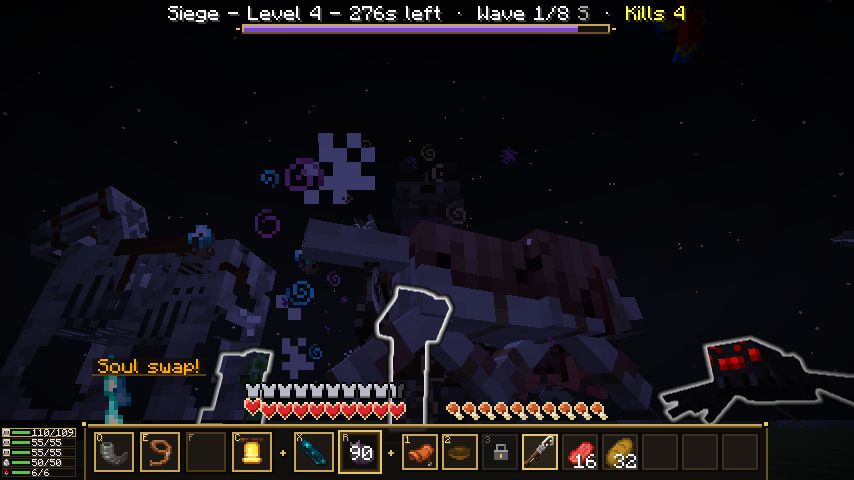 Siege - Level 4 - 276s left · Wave 1/8 S · Kills 4
Soul swap!
110/109
55/55
55/55
50/50
6/6
Q
E
F
C
X
R
90
1
2
3
16
32